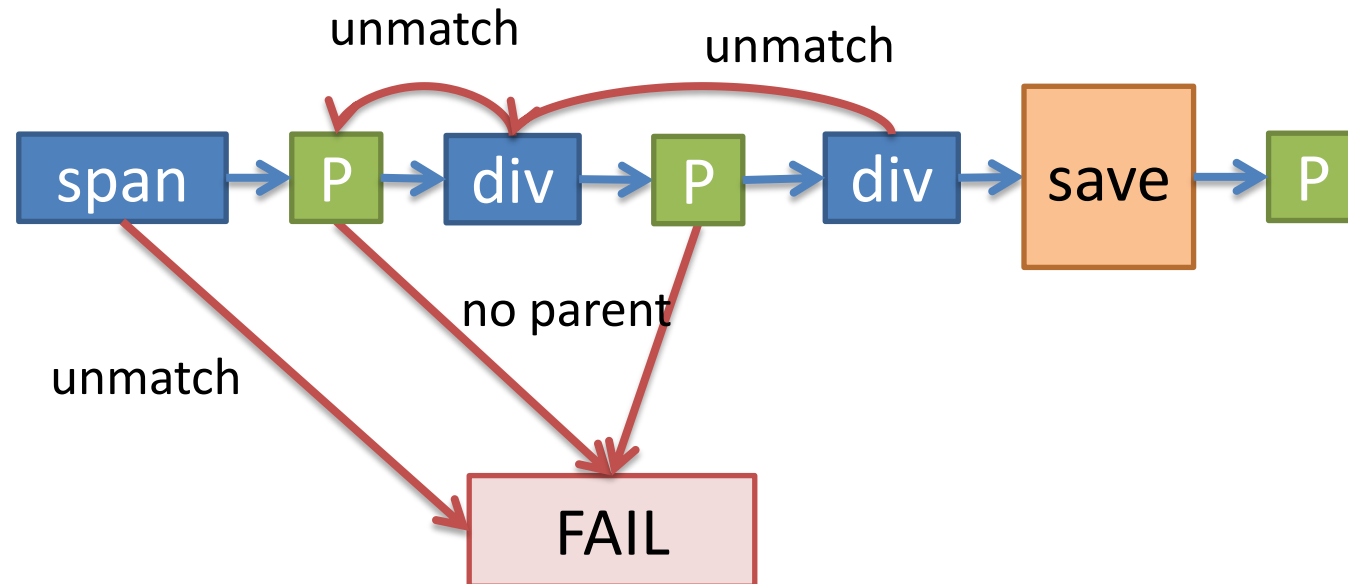 unmatch
unmatch
span
P
div
P
div
save
P
no parent
unmatch
FAIL